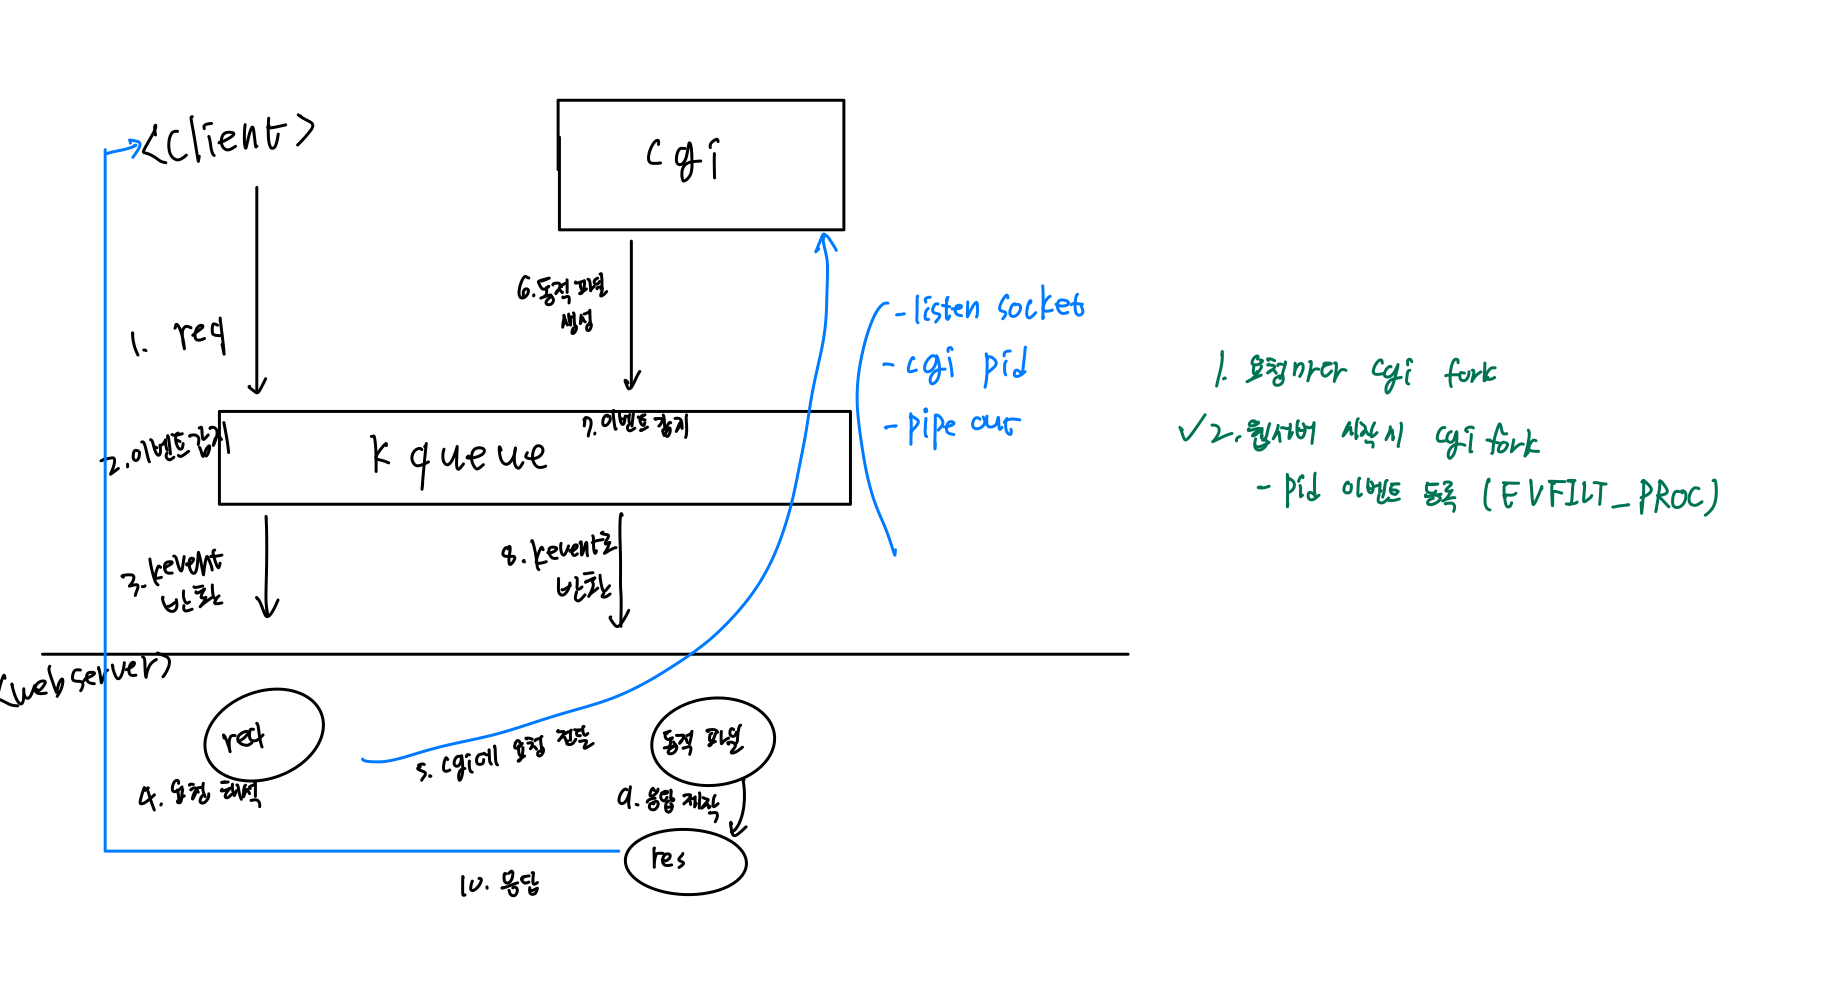 <client>
cgi
1. req
6. 동적 파일
생성
- listen socket
- cgi pid
- pipe out
1. 요청마다 cgi fork
✓2. 웹서버 시작시 cgi fork
- pid 이벤트 등록 (EVFILT_PROC)
2. 이벤트 감지
kqueue
7. 이벤트 감지
3. kevent
반환
8. kevent로
반환
<webserver>
req
4. 요청 해석
5. cgi에 요청 전달
동적 파일
9. 응답 제작
res
10. 응답